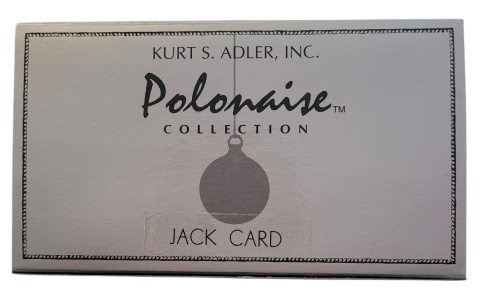 KURT S. ADLER, INC.
Polonaise™
COLLECTION
JACK CARD